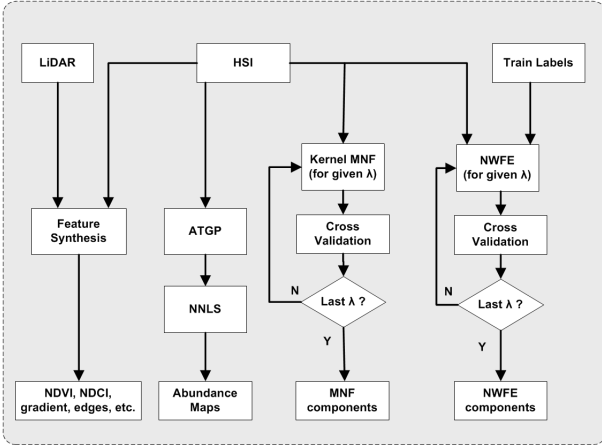 LiDAR
HSI
Train Labels
Kernel MNF
(for given λ)
NWFE
(for given λ)
Feature
Synthesis
ATGP
Cross
Validation
Cross
Validation
NNLS
N
Last λ ?
N
Last λ ?
Y
Y
NDVI, NDCI,
gradient, edges, etc.
Abundance
Maps
MNF
components
NWFE
components